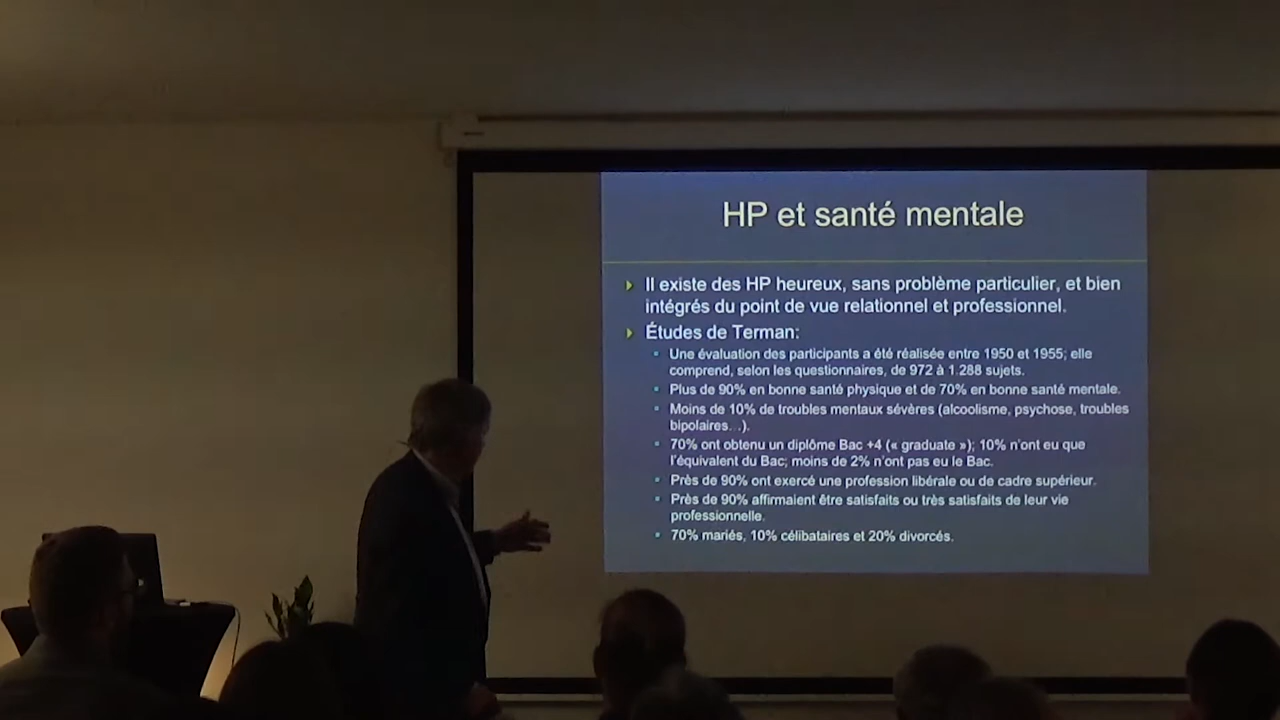 HP et santé mentale
Il existe des HP heureux, sans problème particulier, et bien
intégrés du point de vue relationnel et professionnel.
Études de Terman:
Une évaluation des participants a été réalisée entre 1950 et 1955; elle
comprend, selon les questionnaires, de 972 à 1.288 sujets.
Plus de 90% en bonne santé physique et de 70% en bonne santé mentale.
Moins de 10% de troubles mentaux sévères (alcoolisme, psychose, troubles
bipolaires…).
70% ont obtenu un diplôme Bac +4 (« graduate »); 10% n'ont eu que
l'équivalent du Bac; moins de 2% n'ont pas eu le Bac.
Près de 90% ont exercé une profession libérale ou de cadre supérieur.
Près de 90% affirmaient être satisfaits ou très satisfaits de leur vie
professionnelle.
70% mariés, 10% célibataires et 20% divorcés.